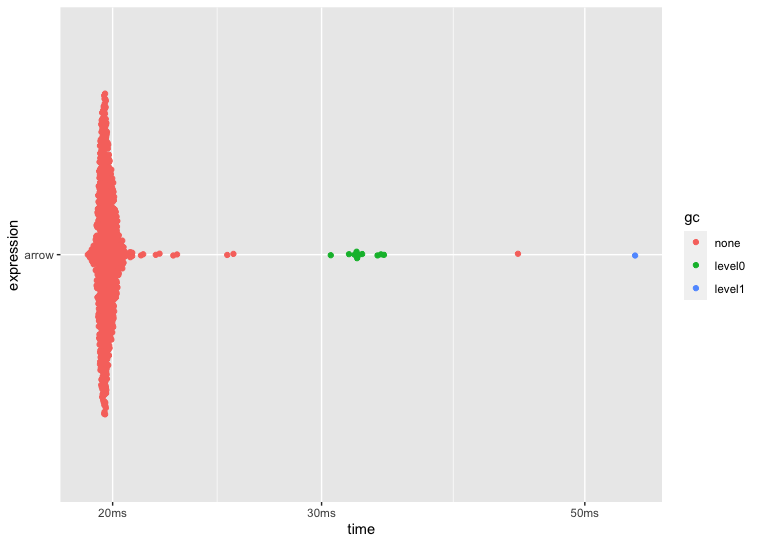 expression
arrow
20ms
30ms
50ms
time
gc
none
level0
level1